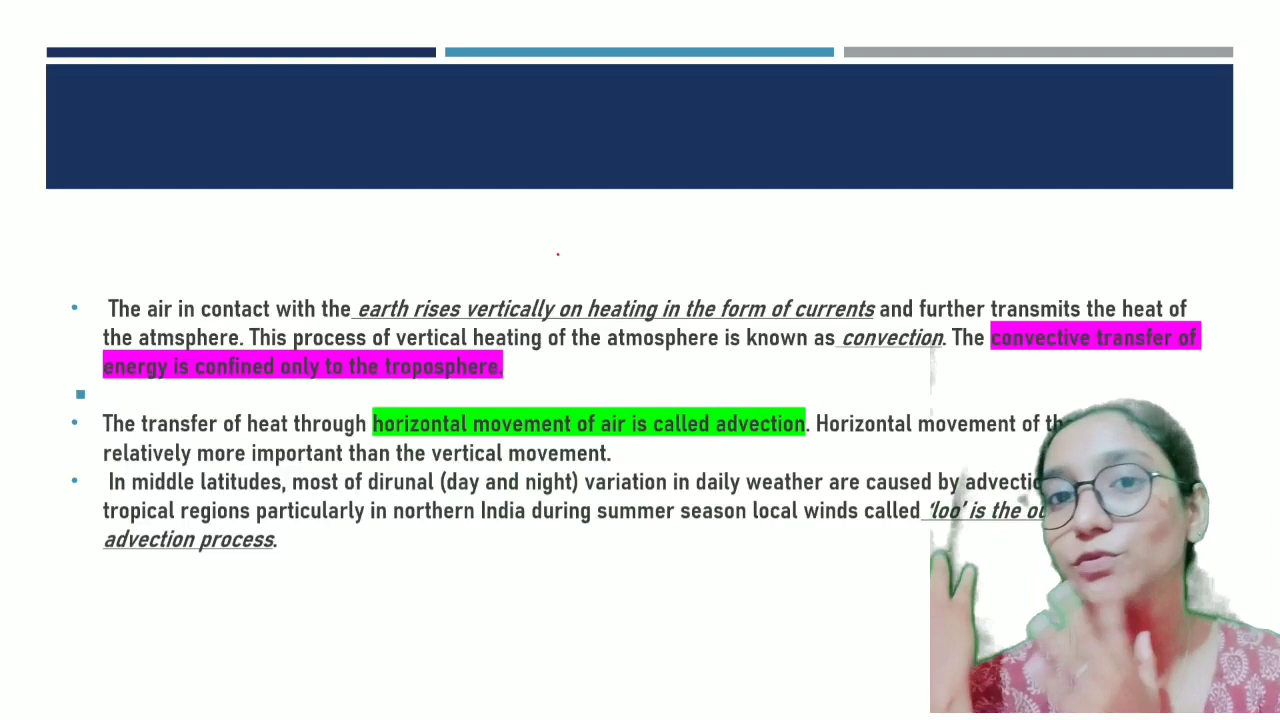 The air in contact with the earth rises vertically on heating in the form of currents and further transmits the heat of
the atmsphere. This process of vertical heating of the atmosphere is known as convection. The convective transfer of
energy is confined only to the troposphere.
The transfer of heat through horizontal movement of air is called advection. Horizontal movement of
relatively more important than the vertical movement.
In middle latitudes, most of dirunal (day and night) variation in daily weather are caused by
tropical regions particularly in northern India during summer season local winds called ‘loo’ is the
advection process.